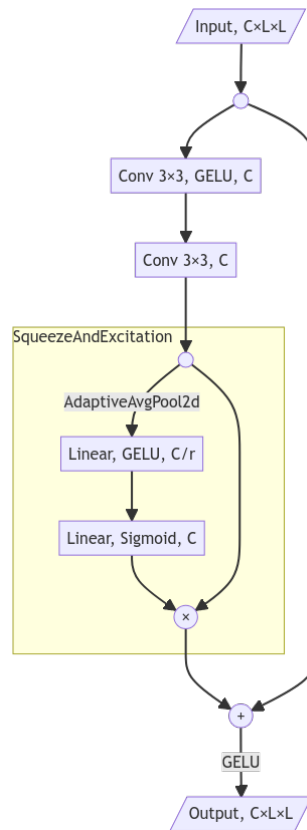 Input, C×L×L
Conv 3×3, GELU, C
Conv 3×3, C
SqueezeAndExcitation
AdaptiveAvgPool2d
Linear, GELU, C/r
Linear, Sigmoid, C
×
+
GELU
Output, C×L×L